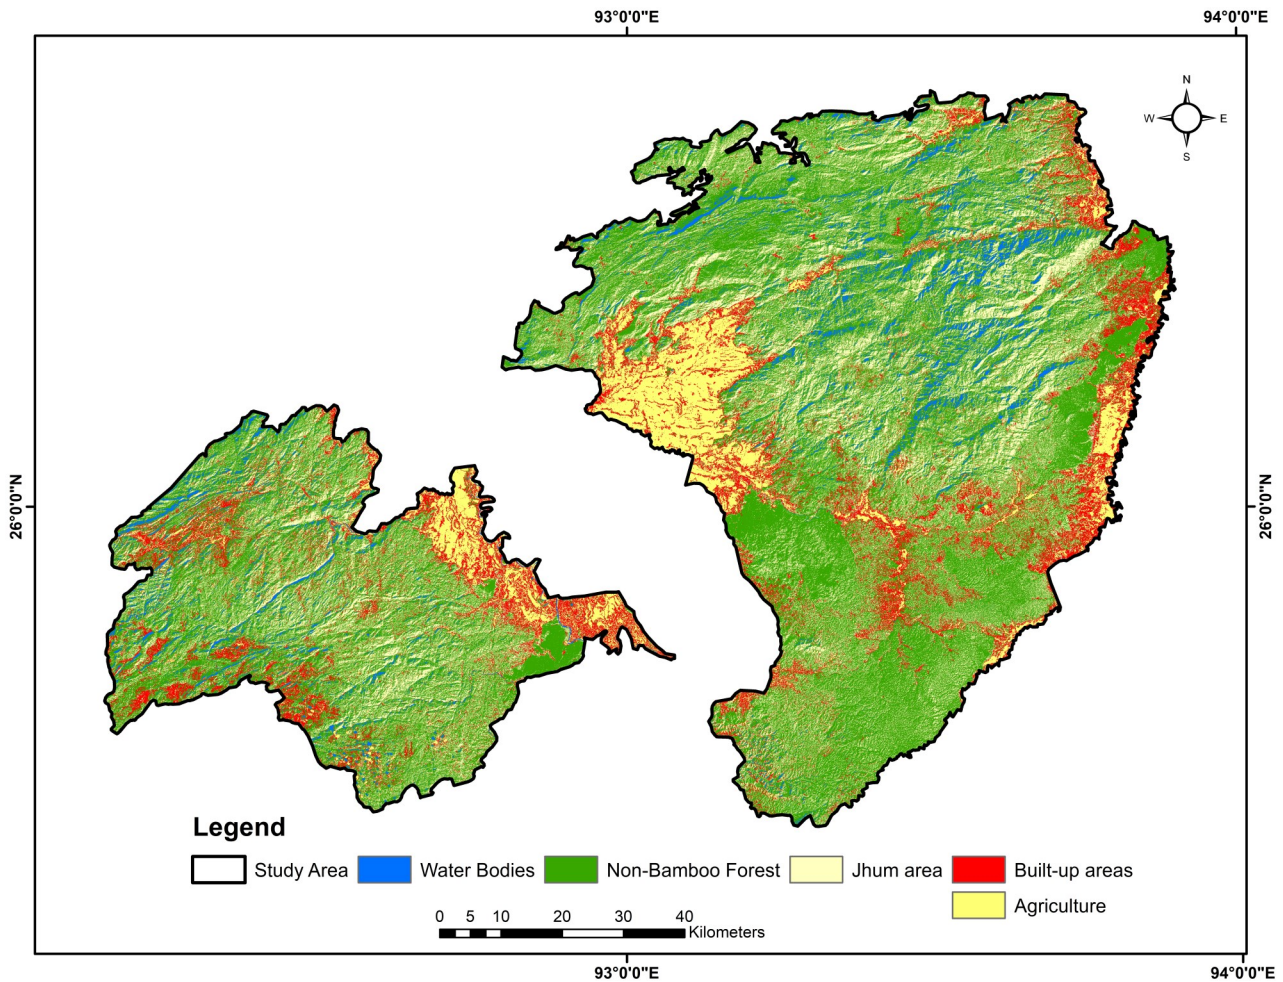 93°0'0"E 94°0'0"E
N
W E
S
26°0'0"N 26°0'0"N
Legend
Study Area Water Bodies Non-Bamboo Forest Jhum area Built-up areas
Agriculture
0 5 10 20 30 40
Kilometers
93°0'0"E 94°0'0"E